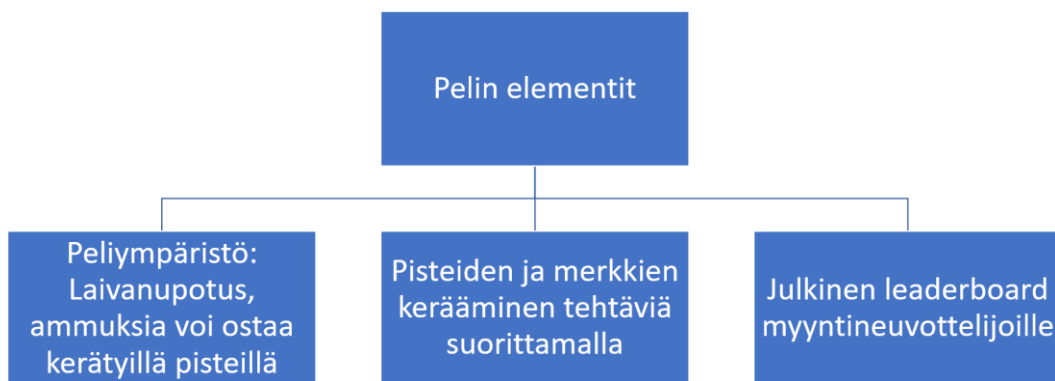 Pelin elementit
Peliympäristö:
Laivanupotus,
ammuksia voi ostaa
kerätyillä pisteillä
Pisteiden ja merkkien
kerääminen tehtäviä
suorittamalla
Julkinen leaderboard
myyntineuvottelijoille